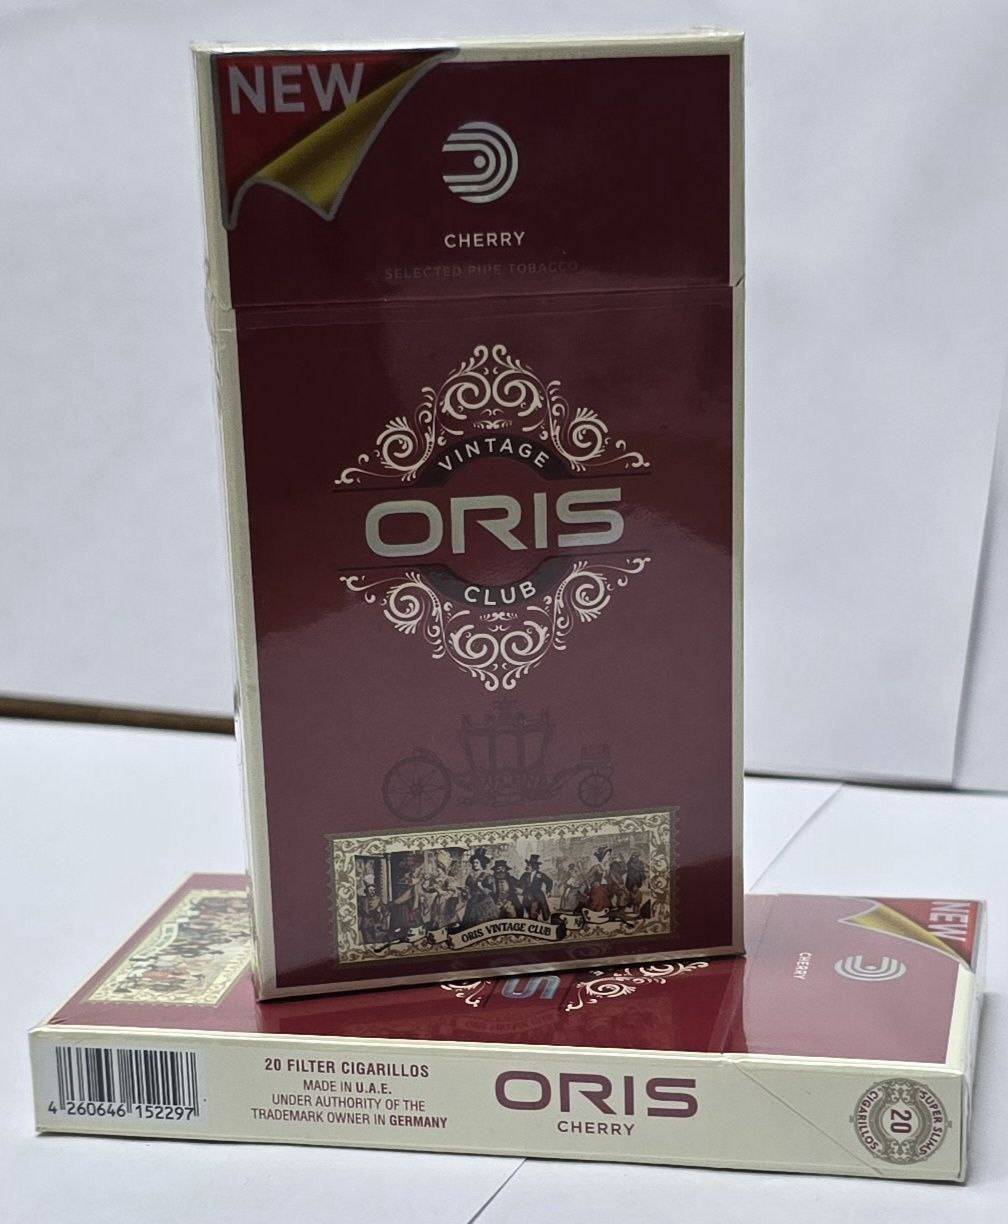 NEW
CHERRY
SELECTED PIPE TOBACCO
VINTAGE
ORIS
CLUB
ORIS VINTAGE CLUB
NEW
CHERRY
4 260646 152297
20 FILTER CIGARILLOS
MADE IN U.A.E.
UNDER AUTHORITY OF THE
TRADEMARK OWNER IN GERMANY
ORIS
CHERRY
SUPER SLIMS
20
CIGARILLOS